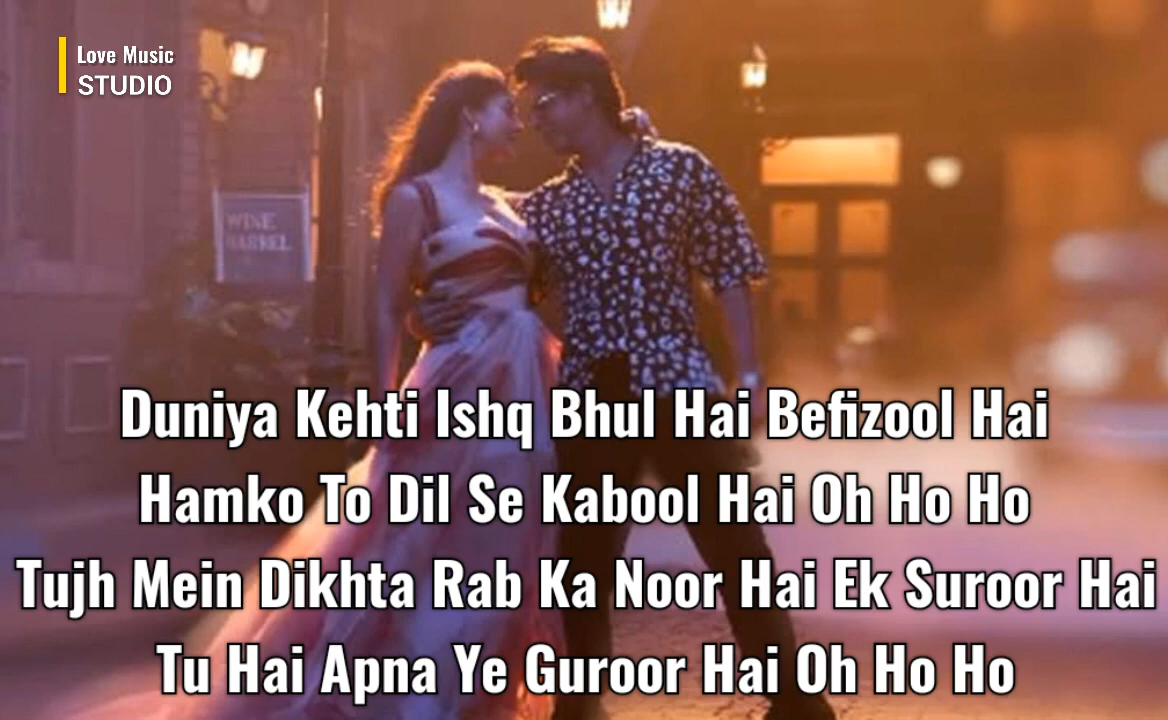 Love Music
STUDIO
WINE
BARREL
Duniya Kehti Ishq Bhul Hai Befizool Hai
Hamko To Dil Se Kabool Hai Oh Ho Ho
Tujh Mein Dikhta Rab Ka Noor Hai Ek Suroor Hai
Tu Hai Apna Ye Guroor Hai Oh Ho Ho